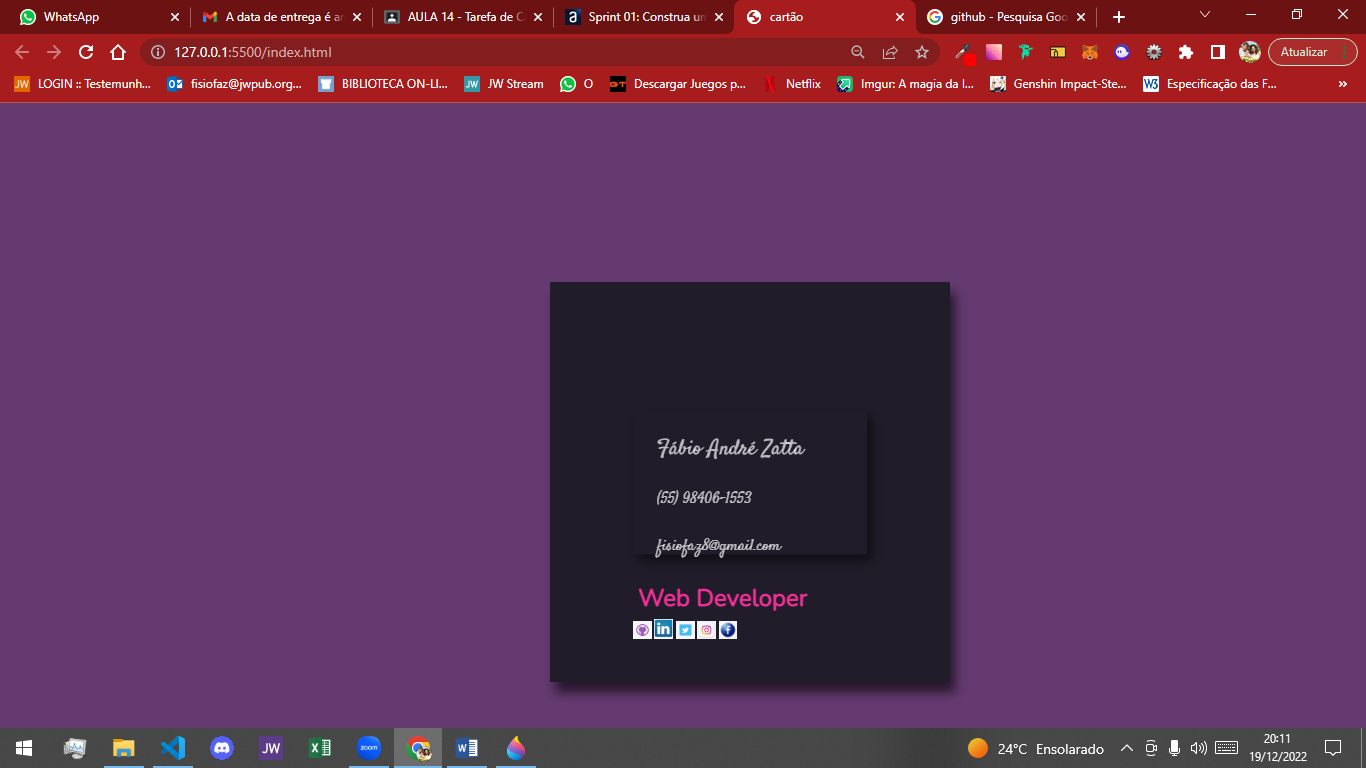 WhatsApp
A data de entrega é a
AULA 14 - Tarefa de C
Sprint 01: Construa un
cartão
github - Pesquisa Goo
127.0.0.1:5500/index.html
Atualizar
LOGIN :: Testemunh...
fisiofaz@jwpub.org...
BIBLIOTECA ON-LI...
JW Stream
O
Descargar Juegos p...
Netflix
Imgur: A magia da I...
Genshin Impact-Ste...
Especificação das F...
»
Fábio André Zatta
(55) 98406-1553
fisiofaz8@gmail.com
Web Developer
24°C Ensolarado
20:11
19/12/2022